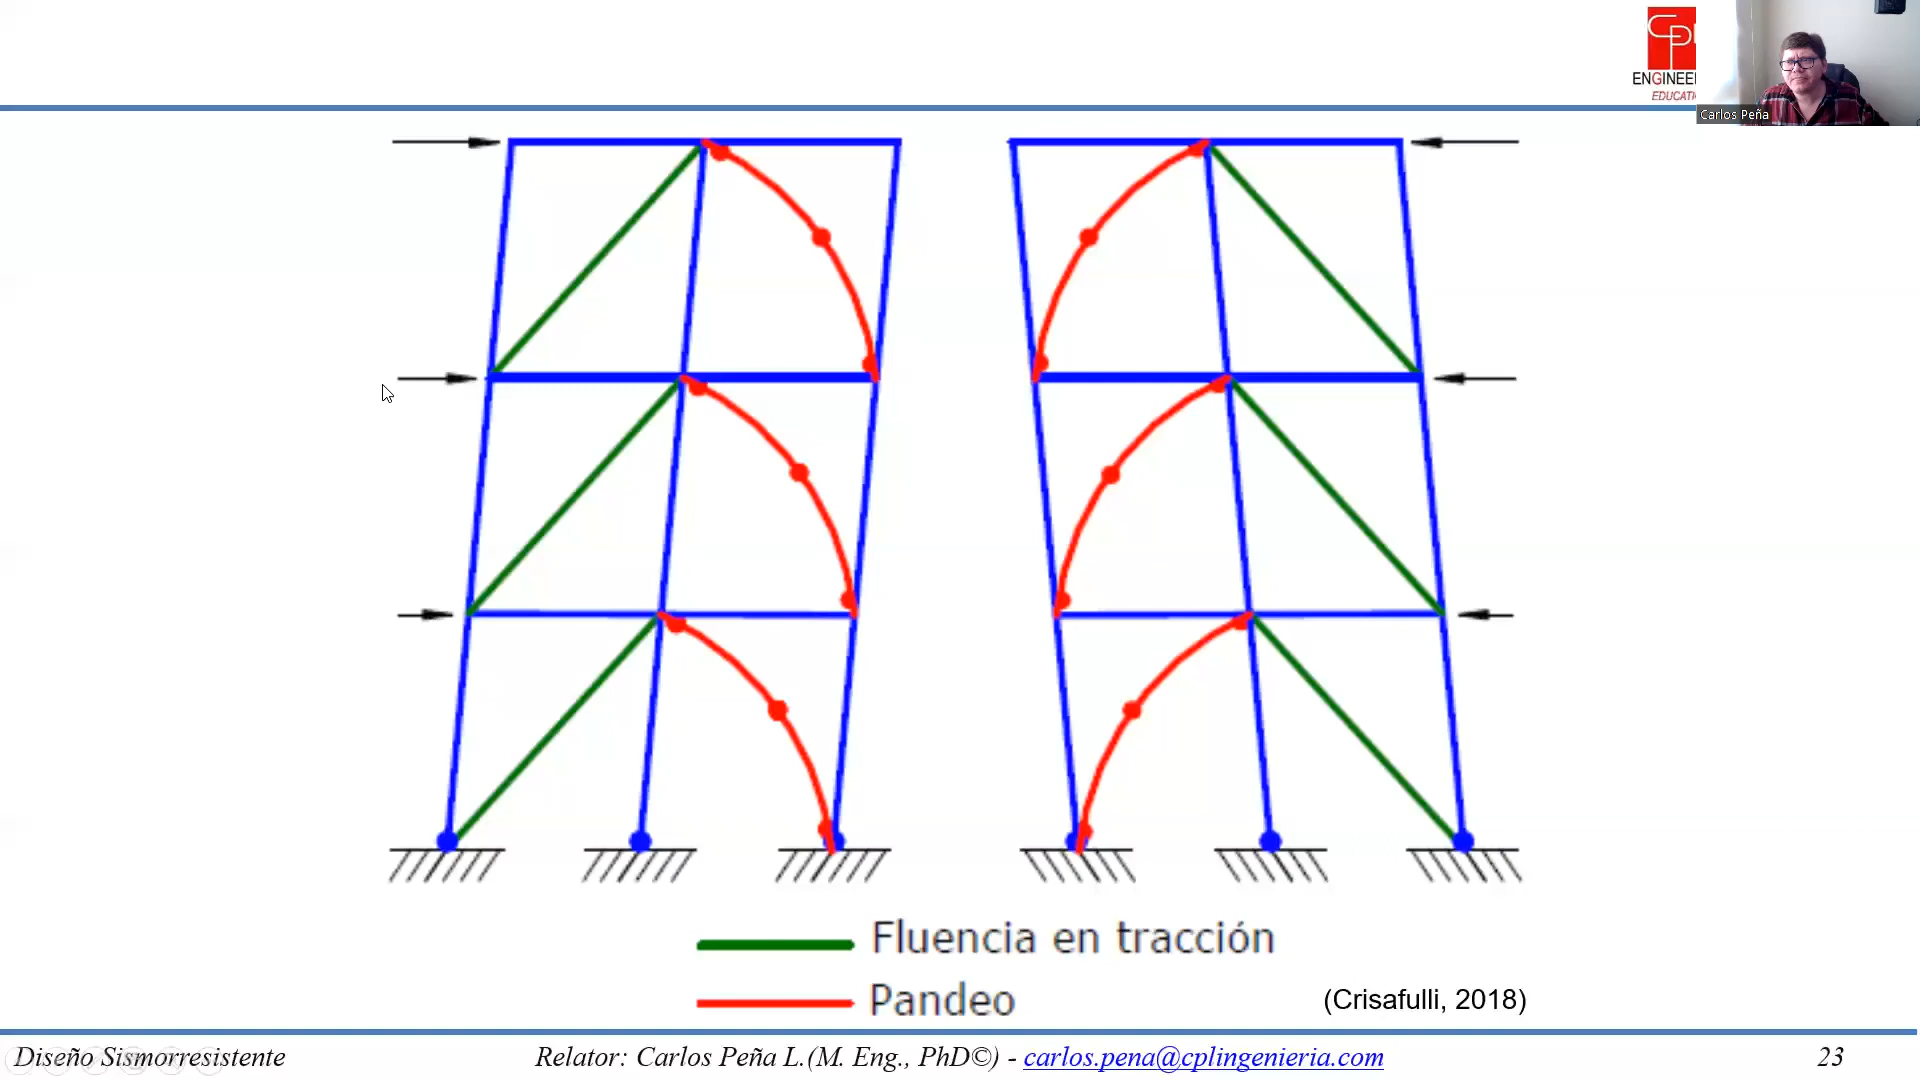 CPI
ENGINEE
EDUCATI
Carlos Peña
Fluencia en tracción
Pandeo
(Crisafulli, 2018)
Diseño Sismorresistente
Relator: Carlos Peña L.(M. Eng., PhD©) - carlos.pena@cplingenieria.com
23